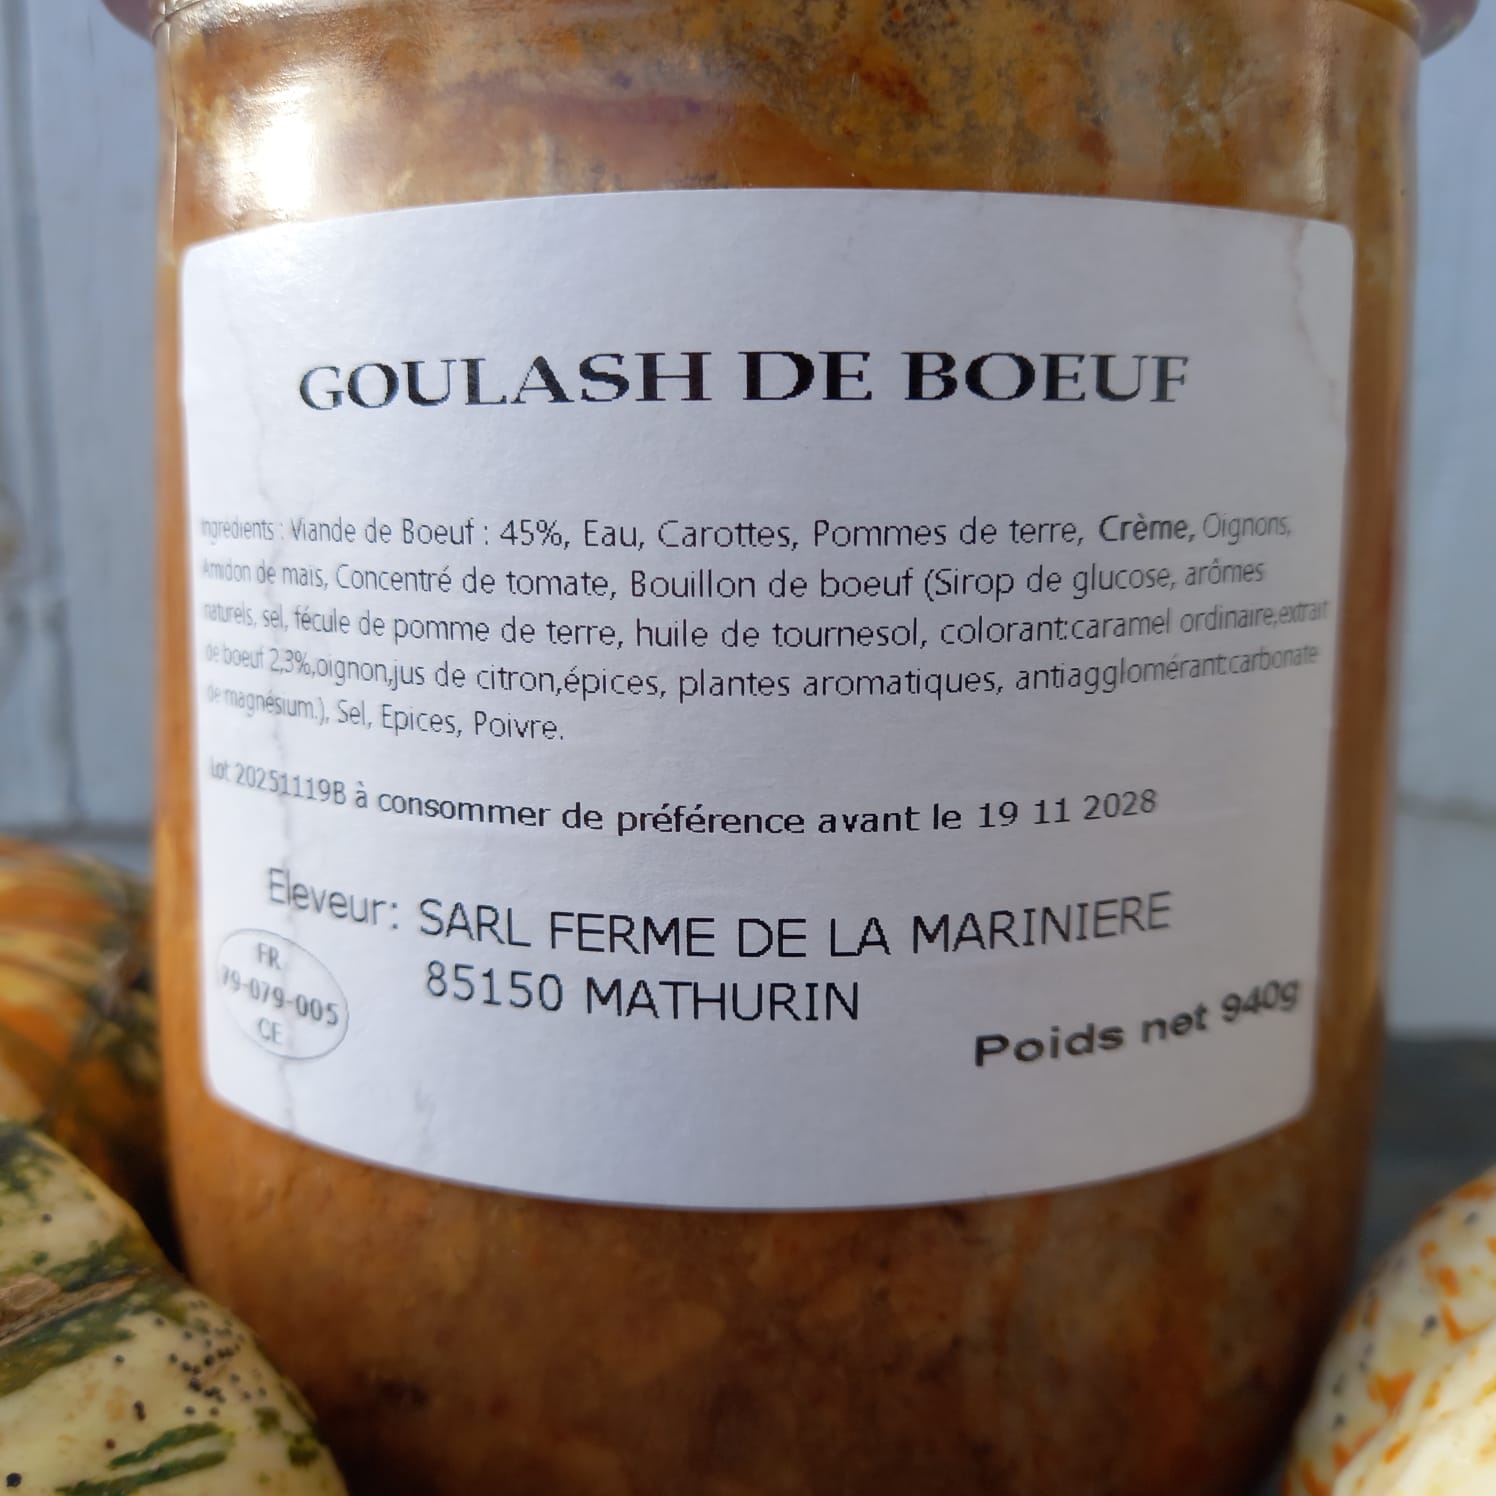 GOULASH DE BOEUF
Ingrédients : Viande de Boeuf : 45%, Eau, Carottes, Pommes de terre, Crème, Oignons,
Amidon de maïs, Concentré de tomate, Bouillon de boeuf (Sirop de glucose, arômes
naturels, sel, fécule de pomme de terre, huile de tournesol, colorant:caramel ordinaire,extrait
de boeuf 2,3%,oignon,jus de citron,épices, plantes aromatiques, antiagglomérant:carbonate
de magnésium.), Sel, Epices, Poivre.
Lot 20251119B à consommer de préférence avant le 19 11 2028
Eleveur: SARL FERME DE LA MARINIERE
85150 MATHURIN
FR
79-079-005
CE
Poids net 940g